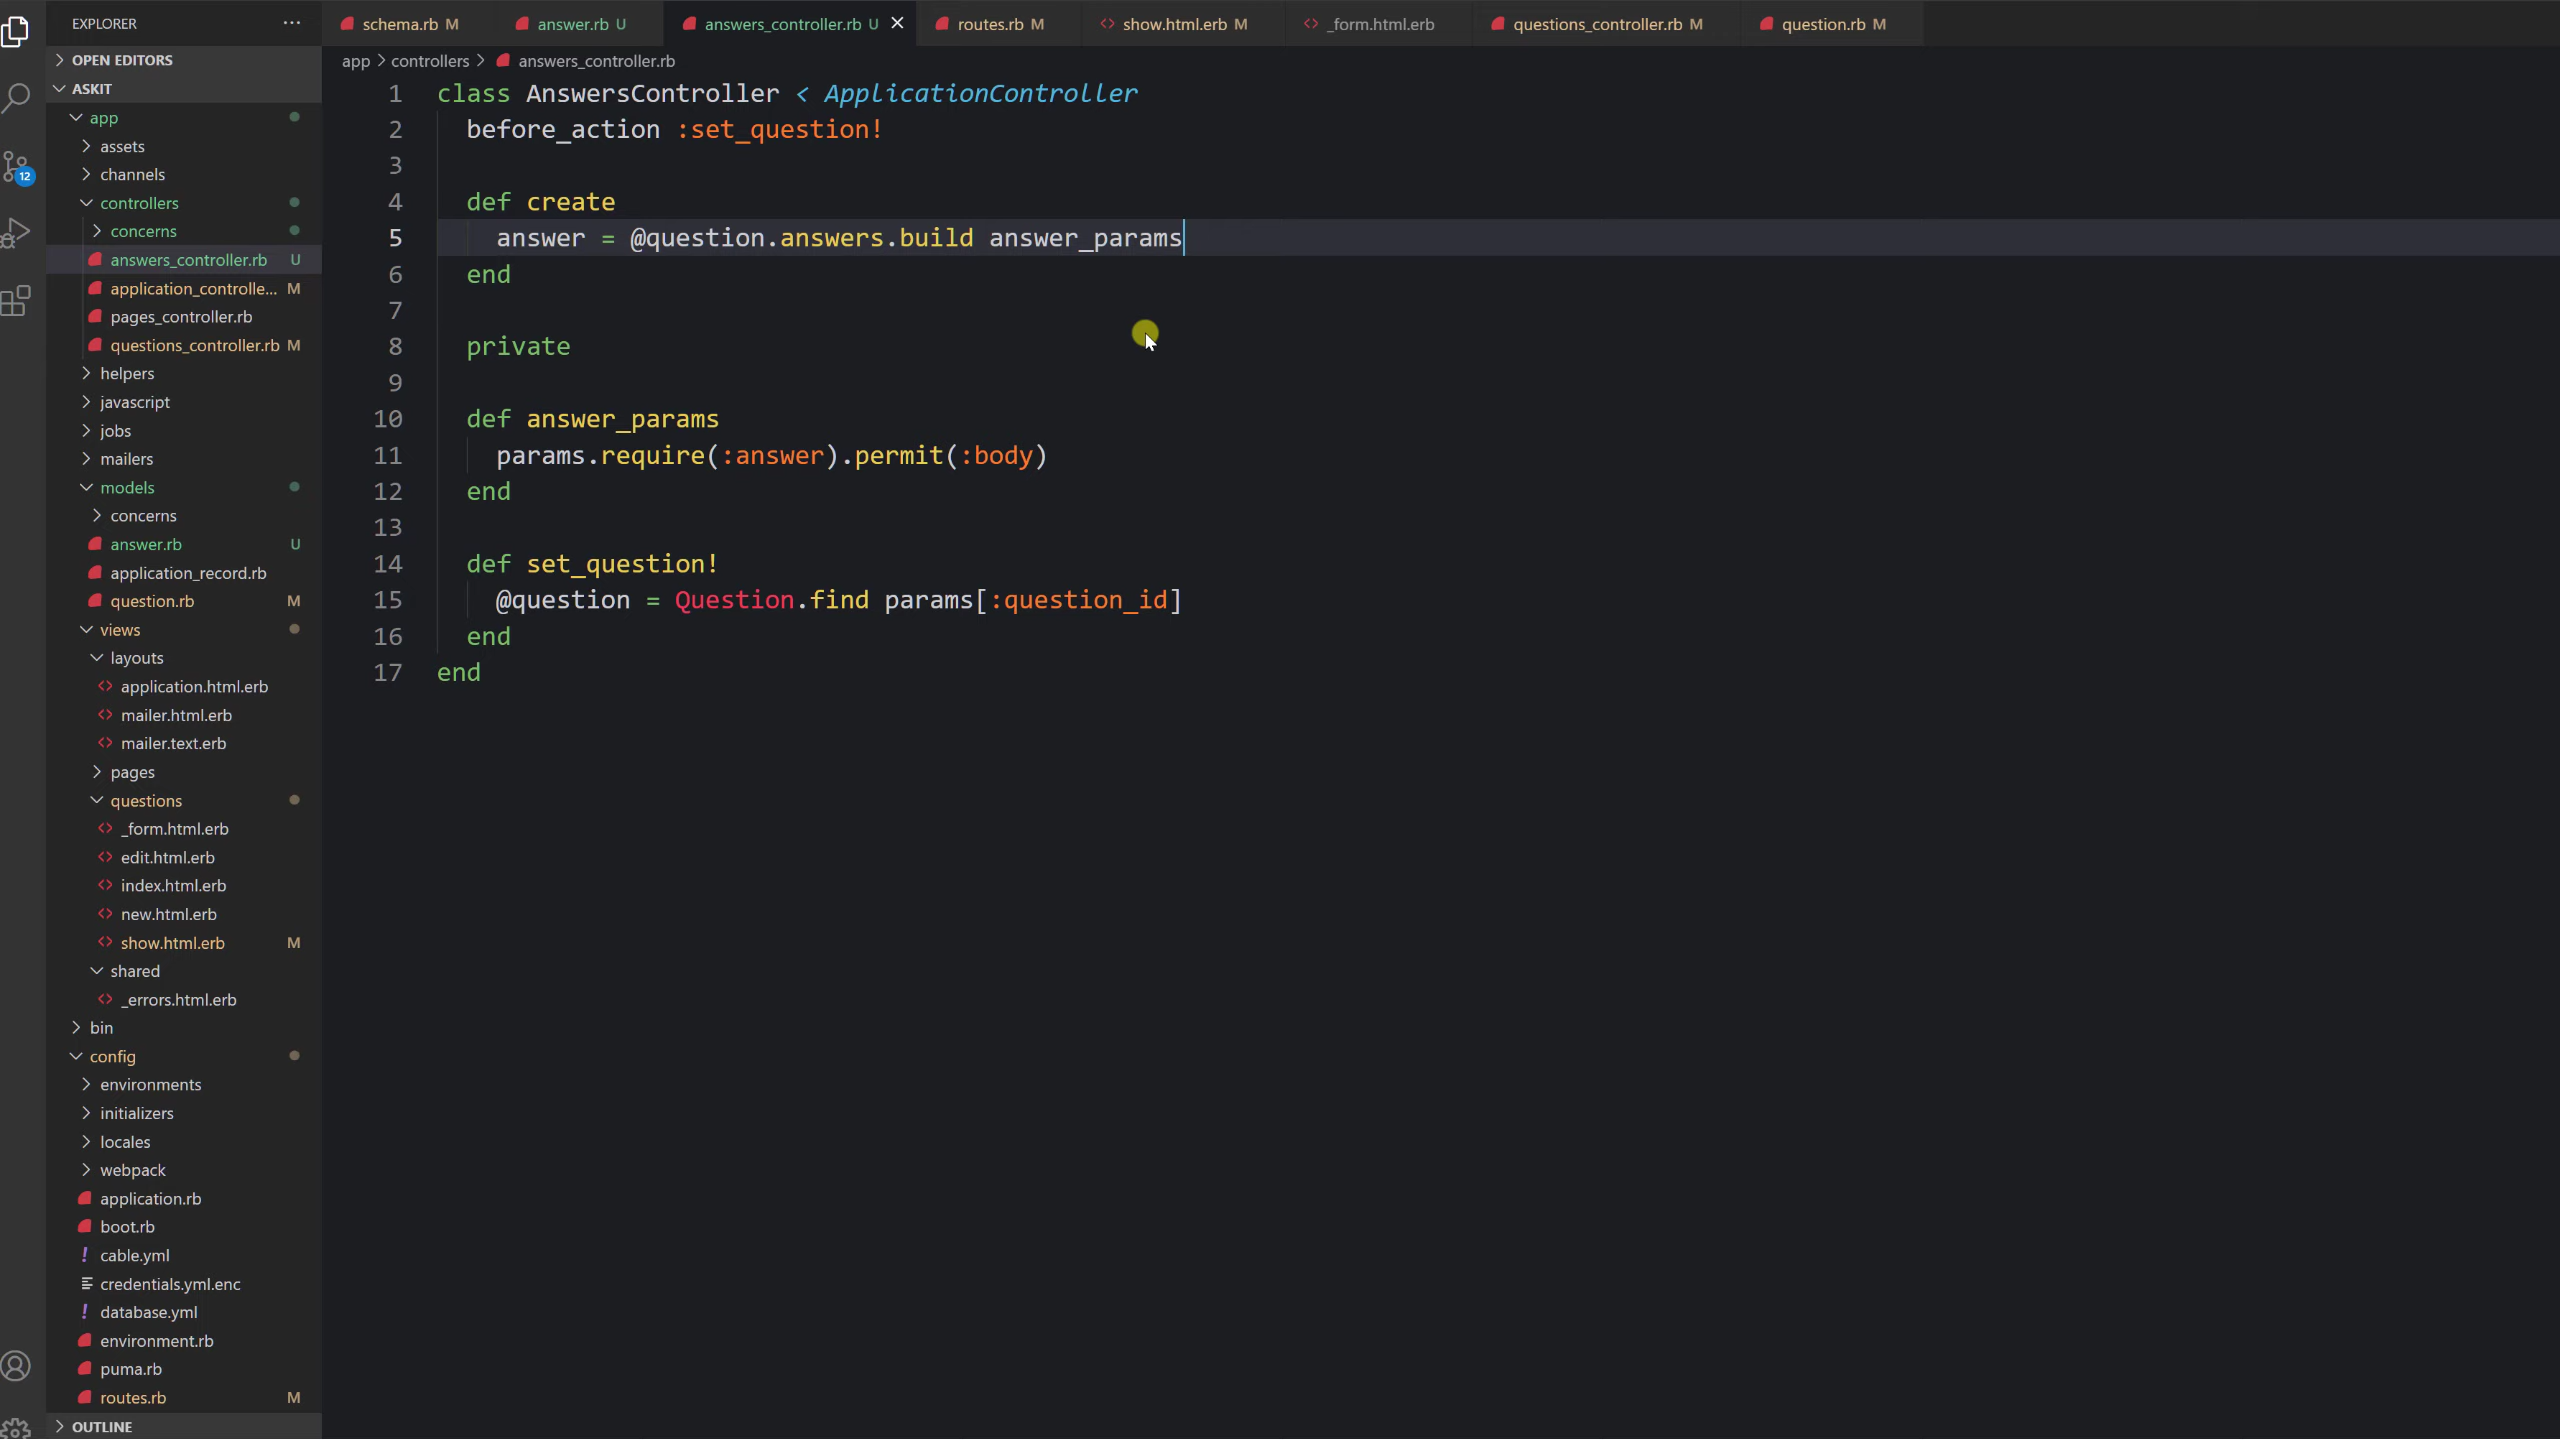 EXPLORER
OPEN EDITORS
ASKIT
app
assets
channels
controllers
concerns
answers_controller.rb U
application_controlle... M
pages_controller.rb
questions_controller.rb M
helpers
javascript
jobs
mailers
models
concerns
answer.rb U
application_record.rb
question.rb M
views
layouts
application.html.erb
mailer.html.erb
mailer.text.erb
pages
questions
_form.html.erb
edit.html.erb
index.html.erb
new.html.erb
show.html.erb M
shared
_errors.html.erb
bin
config
environments
initializers
locales
webpack
application.rb
boot.rb
cable.yml
credentials.yml.enc
database.yml
environment.rb
puma.rb
routes.rb M
OUTLINE
12
schema.rb M answer.rb U answers_controller.rb U routes.rb M show.html.erb M _form.html.erb questions_controller.rb M question.rb M
app > controllers > answers_controller.rb
1 class AnswersController < ApplicationController
2 before_action :set_question!
3
4 def create
5 answer = @question.answers.build answer_params
6 end
7
8 private
9
10 def answer_params
11 params.require(:answer).permit(:body)
12 end
13
14 def set_question!
15 @question = Question.find params[:question_id]
16 end
17 end